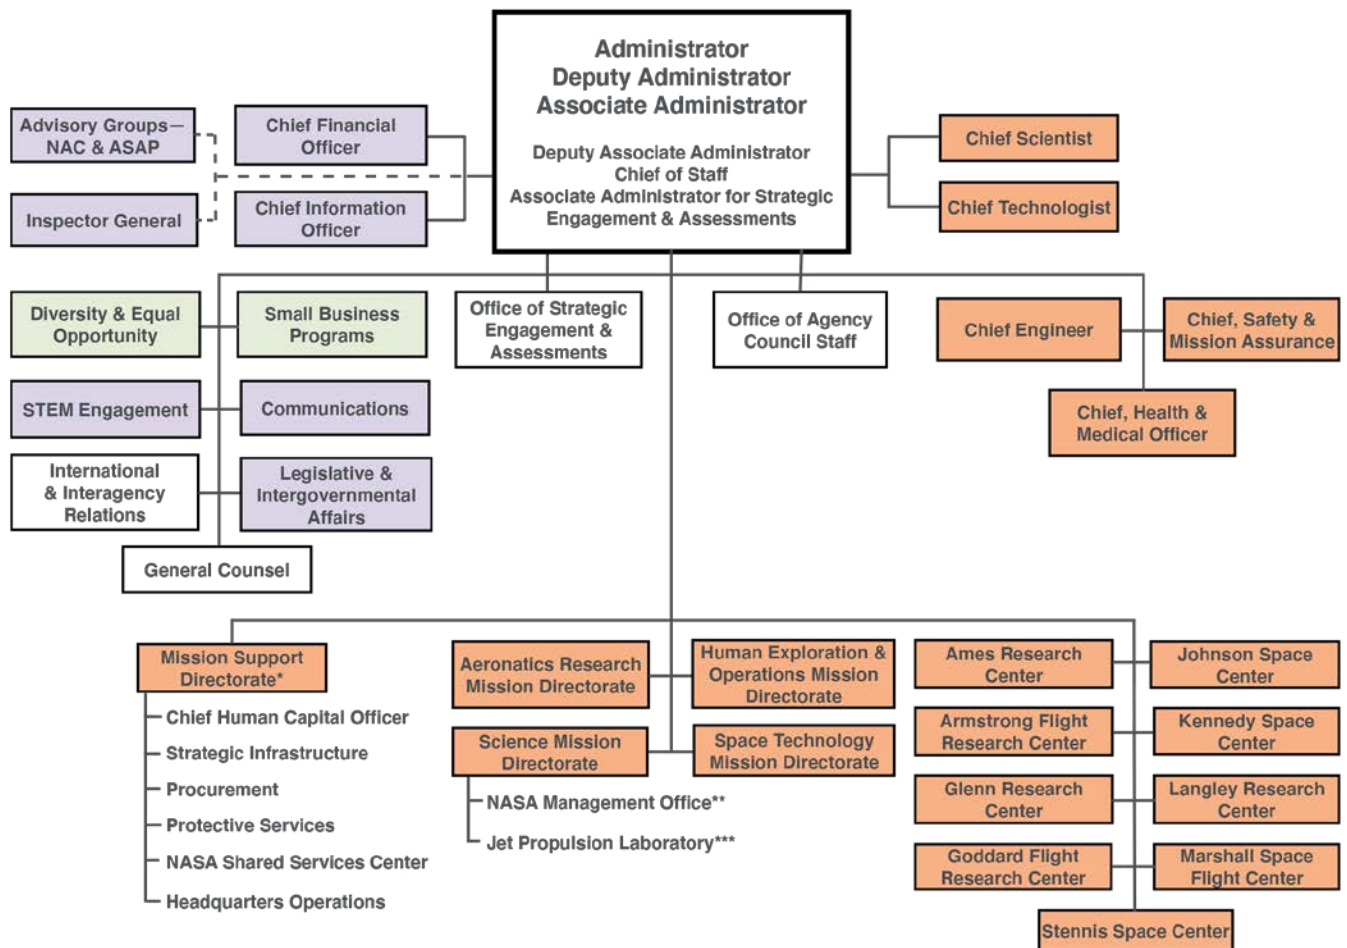 Administrator
Deputy Administrator
Associate Administrator
Deputy Associate Administrator
Chief of Staff
Associate Administrator for Strategic
Engagement & Assessments
Advisory Groups—
NAC & ASAP
Chief Financial
Officer
Inspector General
Chief Information
Officer
Chief Scientist
Chief Technologist
Diversity & Equal
Opportunity
Small Business
Programs
STEM Engagement
Communications
International
& Interagency
Relations
Legislative &
Intergovernmental
Affairs
General Counsel
Office of Strategic
Engagement &
Assessments
Office of Agency
Council Staff
Chief Engineer
Chief, Safety &
Mission Assurance
Chief, Health &
Medical Officer
Mission Support
Directorate*
Chief Human Capital Officer
Strategic Infrastructure
Procurement
Protective Services
NASA Shared Services Center
Headquarters Operations
Aeronatics Research
Mission Directorate
Human Exploration &
Operations Mission
Directorate
Science Mission
Directorate
Space Technology
Mission Directorate
NASA Management Office**
Jet Propulsion Laboratory***
Ames Research
Center
Johnson Space
Center
Armstrong Flight
Research Center
Kennedy Space
Center
Glenn Research
Center
Langley Research
Center
Goddard Flight
Research Center
Marshall Space
Flight Center
Stennis Space Center